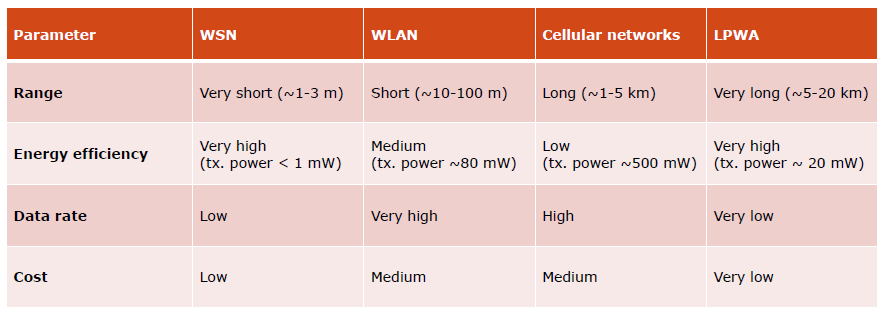 Parameter WSN WLAN Cellular networks LPWA
Range Very short (~1-3 m) Short (~10-100 m) Long (~1-5 km) Very long (~5-20 km)
Energy efficiency Very high (tx. power < 1 mW) Medium (tx. power ~80 mW) Low (tx. power ~500 mW) Very high (tx. power ~ 20 mW)
Data rate Low Very high High Very low
Cost Low Medium Medium Very low